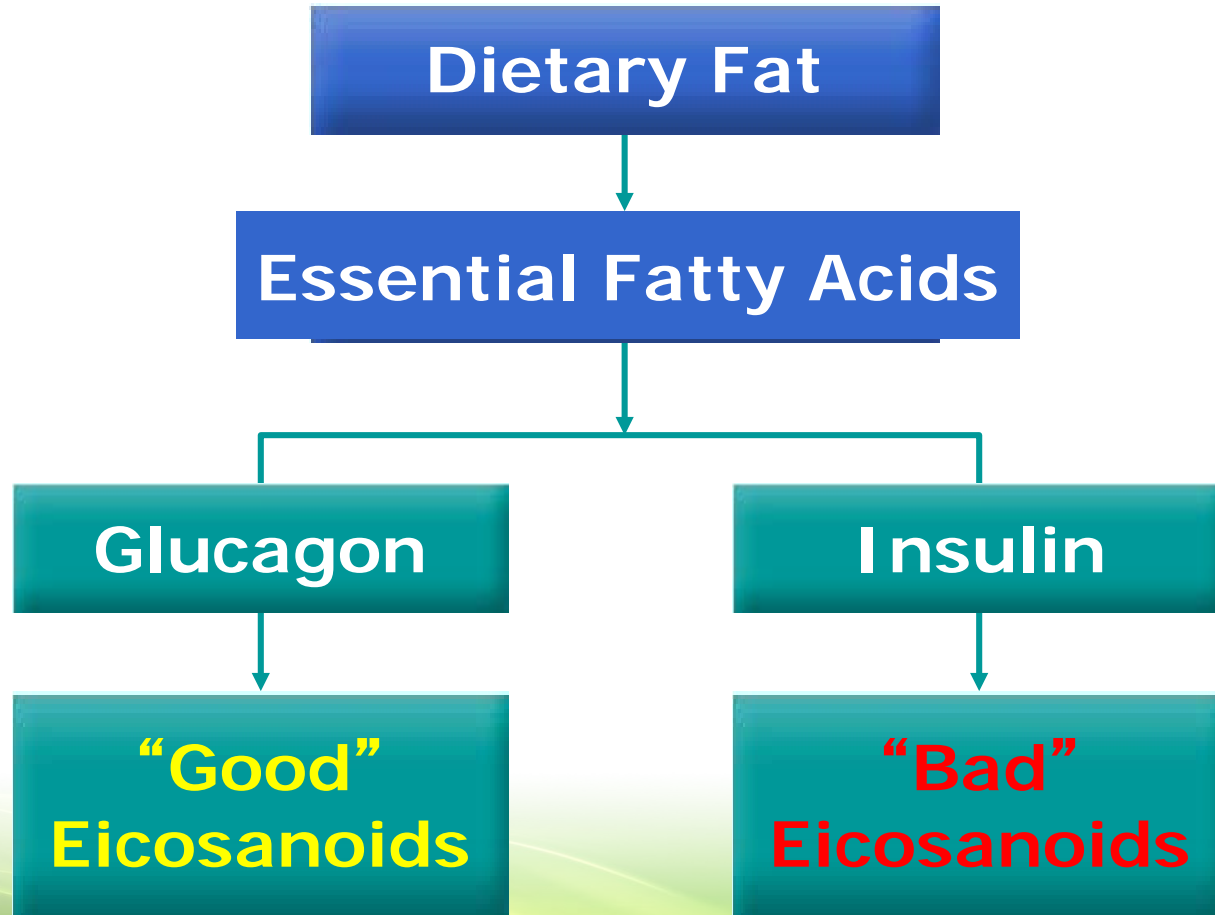 Dietary Fat
Essential Fatty Acids
Glucagon
Insulin
“Good”
Eicosanoids
“Bad”
Eicosanoids